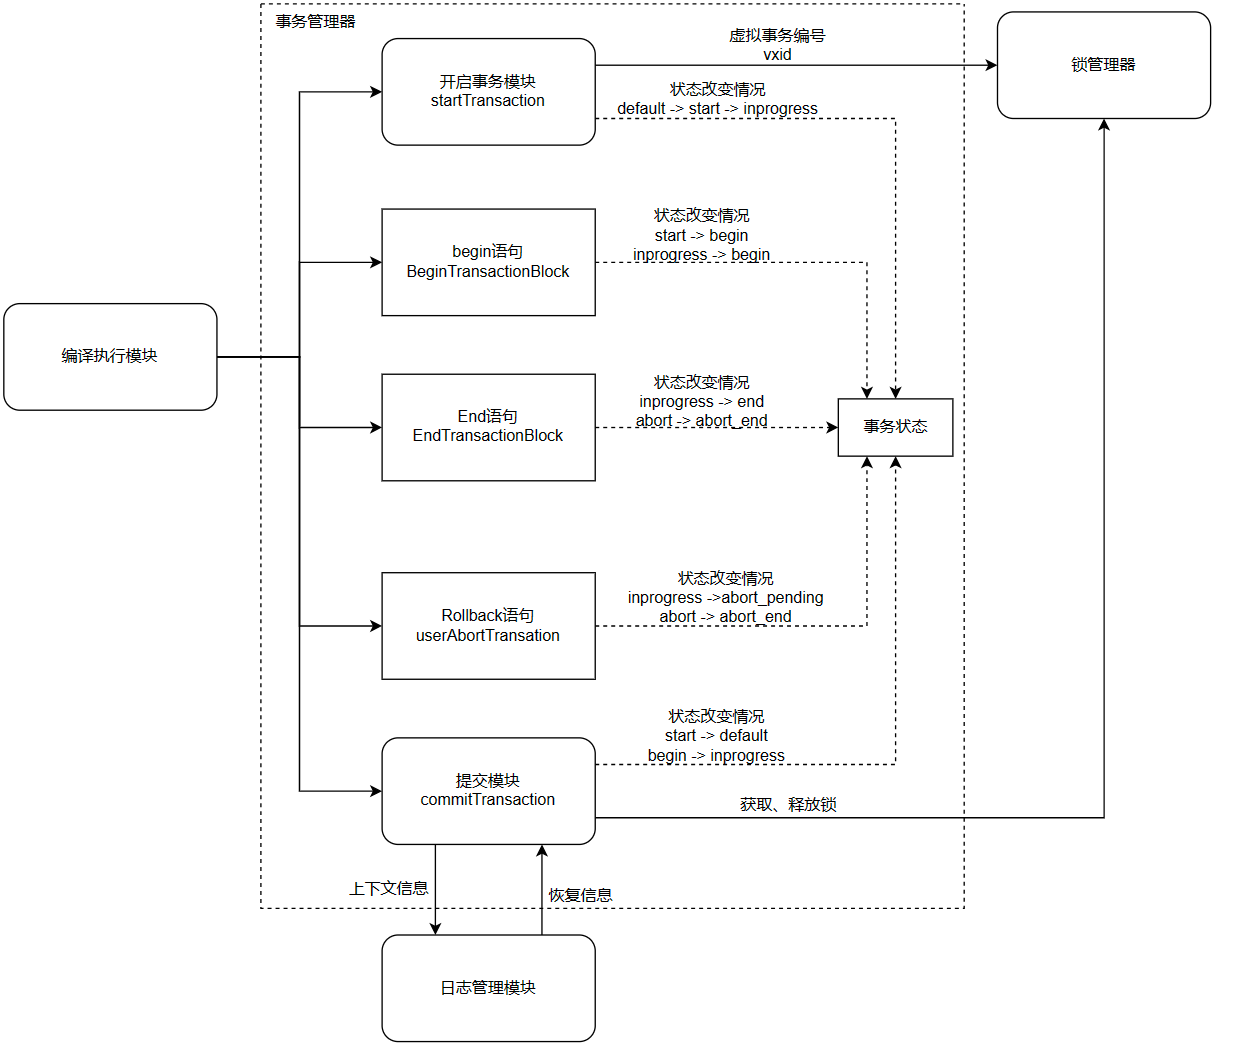 事务管理器
开启事务模块
startTransaction
虚拟事务编号
vxid
状态改变情况
default -> start -> inprogress
锁管理器
begin语句
BeginTransactionBlock
状态改变情况
start -> begin
inprogress -> begin
编译执行模块
End语句
EndTransactionBlock
状态改变情况
inprogress -> end
abort -> abort_end
事务状态
Rollback语句
userAbortTransation
状态改变情况
inprogress ->abort_pending
abort -> abort_end
提交模块
commitTransaction
状态改变情况
start -> default
begin -> inprogress
获取、释放锁
上下文信息
恢复信息
日志管理模块